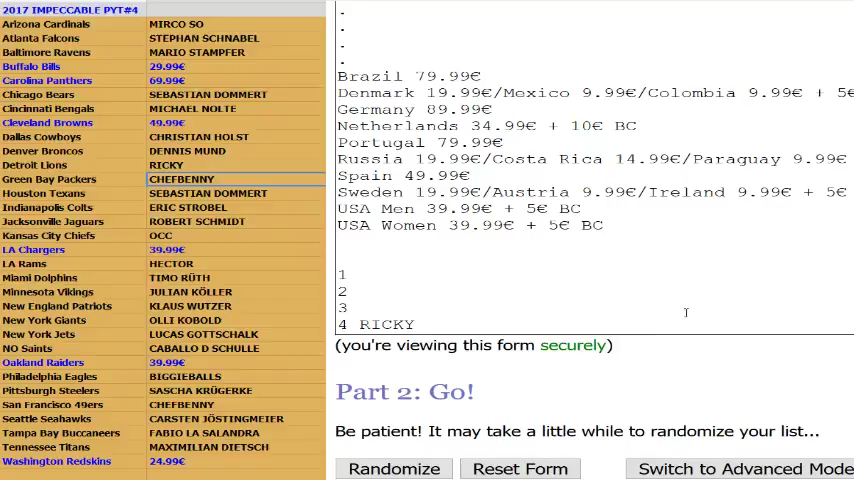 2017 IMPECCABLE PYT#4
Arizona Cardinals MIRCO SO
Atlanta Falcons STEPHAN SCHNABEL
Baltimore Ravens MARIO STAMPFER
Buffalo Bills 29.99€
Carolina Panthers 69.99€
Chicago Bears SEBASTIAN DOMMERT
Cincinnati Bengals MICHAEL NOLTE
Cleveland Browns 49.99€
Dallas Cowboys CHRISTIAN HOLST
Denver Broncos DENNIS MUND
Detroit Lions RICKY
Green Bay Packers CHEFBENNY
Houston Texans SEBASTIAN DOMMERT
Indianapolis Colts ERIC STROBEL
Jacksonville Jaguars ROBERT SCHMIDT
Kansas City Chiefs OCC
LA Chargers 39.99€
LA Rams HECTOR
Miami Dolphins TIMO RÜTH
Minnesota Vikings JULIAN KÖLLER
New England Patriots KLAUS WUTZER
New York Giants OLLI KOBOLD
New York Jets LUCAS GOTTSCHALK
NO Saints CABALLO D SCHULLE
Oakland Raiders 39.99€
Philadelphia Eagles BIGGIEBALLS
Pittsburgh Steelers SASCHA KRÜGERKE
San Francisco 49ers CHEFBENNY
Seattle Seahawks CARSTEN JÖSTINGMEIER
Tampa Bay Buccaneers FABIO LA SALANDRA
Tennessee Titans MAXIMILIAN DIETSCH
Washington Redskins 24.99€
.
.
.
.
Brazil 79.99€
Denmark 19.99€/Mexico 9.99€/Colombia 9.99€ + 5€
Germany 89.99€
Netherlands 34.99€ + 10€ BC
Portugal 79.99€
Russia 19.99€/Costa Rica 14.99€/Paraguay 9.99€
Spain 49.99€
Sweden 19.99€/Austria 9.99€/Ireland 9.99€ + 5€
USA Men 39.99€ + 5€ BC
USA Women 39.99€ + 5€ BC
1
2
3
4 RICKY
(you're viewing this form securely)
Part 2: Go!
Be patient! It may take a little while to randomize your list...
Randomize Reset Form Switch to Advanced Mode